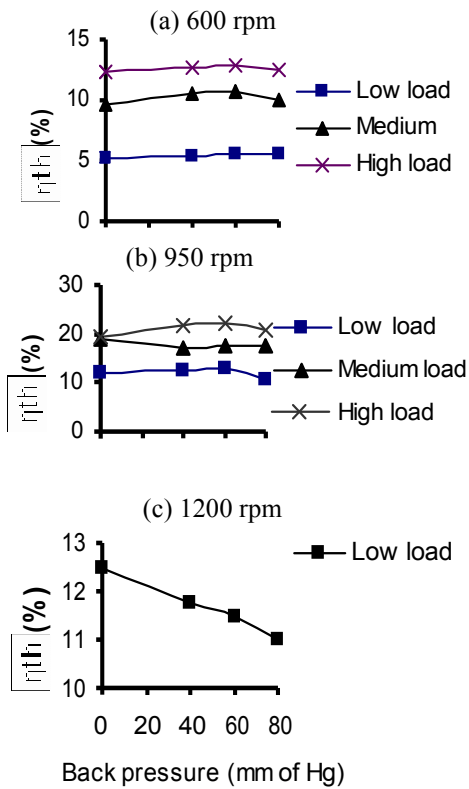 (a) 600 rpm
15
10
5
0
ηth (%)
Low load
Medium
High load
(b) 950 rpm
30
20
10
0
ηth (%)
Low load
Medium load
High load
(c) 1200 rpm
13
12
11
10
ηth (%)
Low load
0 20 40 60 80
Back pressure (mm of Hg)